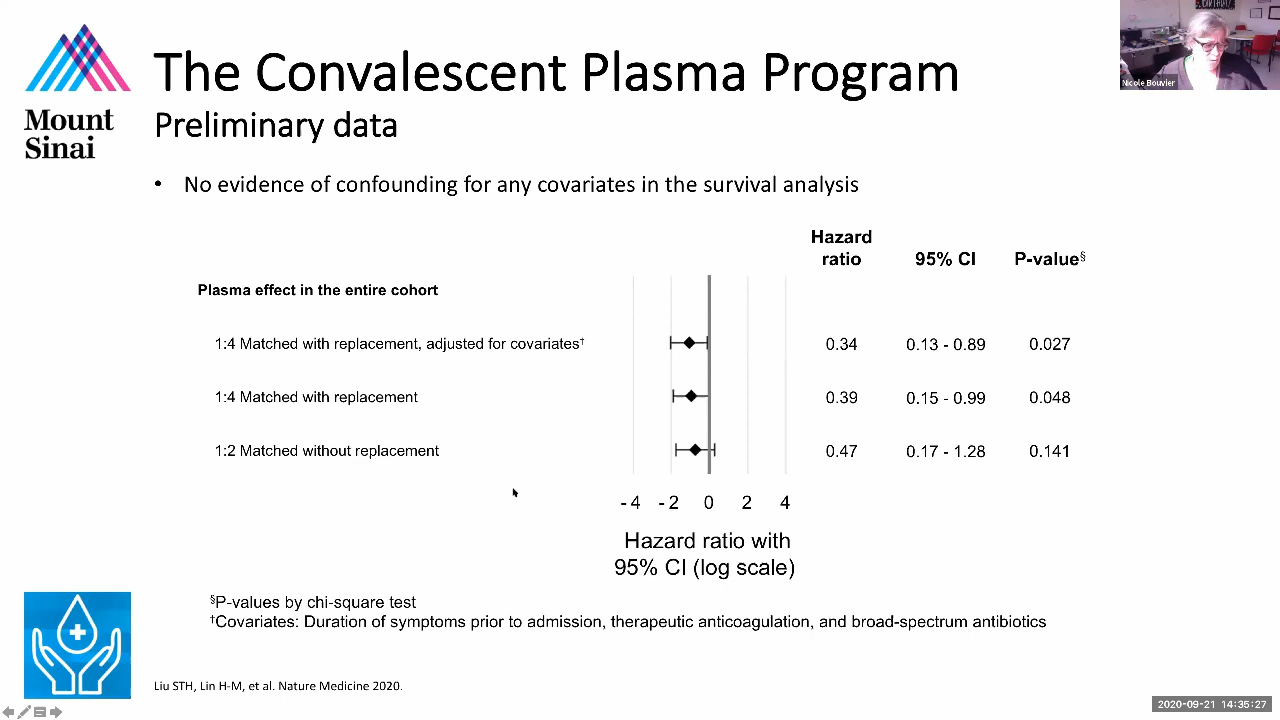 The Convalescent Plasma Program
Preliminary data
Mount
Sinai
Nicole Bouvier
• No evidence of confounding for any covariates in the survival analysis
Hazard ratio 95% CI P-value§
Plasma effect in the entire cohort
1:4 Matched with replacement, adjusted for covariates† 0.34 0.13 - 0.89 0.027
1:4 Matched with replacement 0.39 0.15 - 0.99 0.048
1:2 Matched without replacement 0.47 0.17 - 1.28 0.141
-4 -2 0 2 4
Hazard ratio with
95% CI (log scale)
§P-values by chi-square test
†Covariates: Duration of symptoms prior to admission, therapeutic anticoagulation, and broad-spectrum antibiotics
Liu STH, Lin H-M, et al. Nature Medicine 2020.
2020-09-21 14:35:27